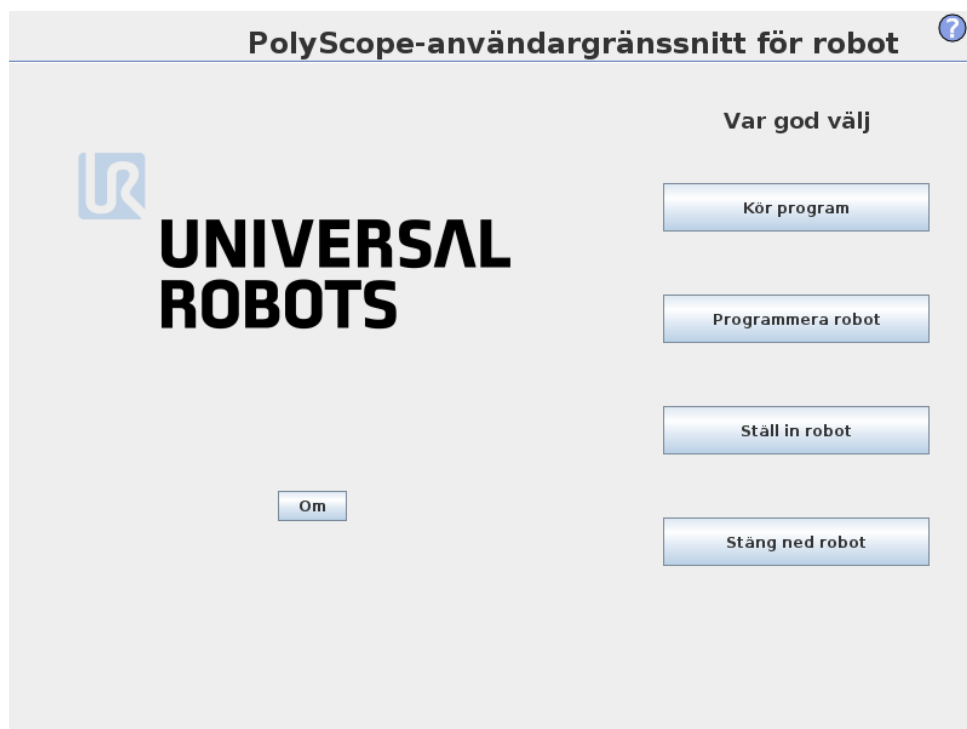 PolyScope-användargränssnitt för robot
?
Var god välj
UR
UNIVERSAL
ROBOTS
Kör program
Programmera robot
Ställ in robot
Om
Stäng ned robot